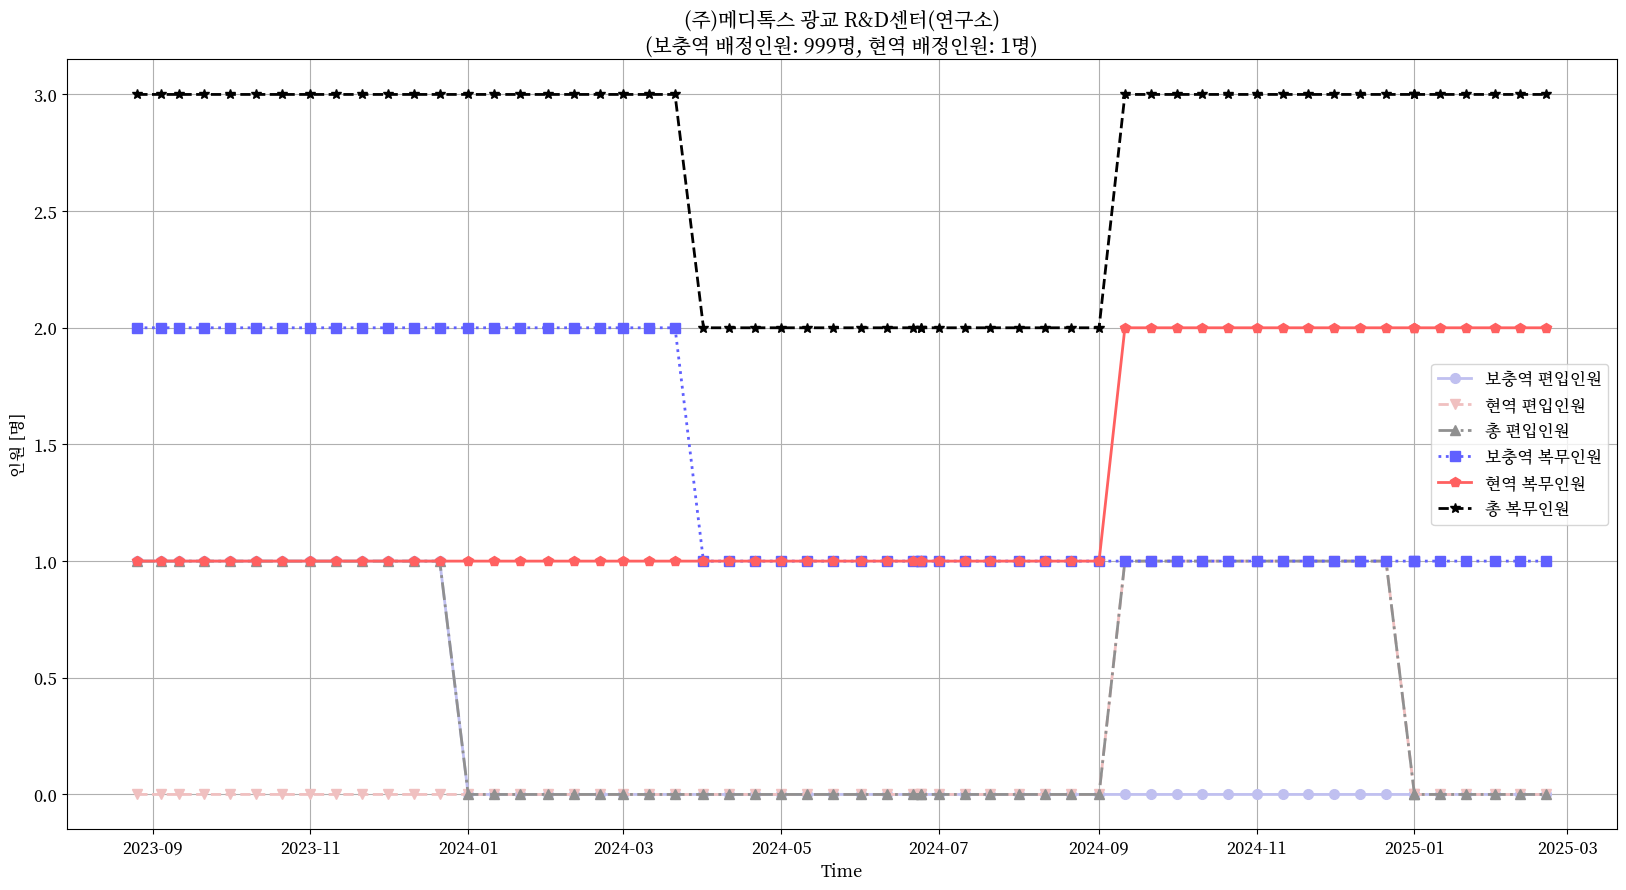 (주)메디톡스 광교 R&D센터(연구소)
(보충역 배정인원: 999명, 현역 배정인원: 1명)
인원 [명]
3.0
2.5
2.0
1.5
1.0
0.5
0.0
보충역 편입인원
현역 편입인원
총 편입인원
보충역 복무인원
현역 복무인원
총 복무인원
2023-09 2023-11 2024-01 2024-03 2024-05 2024-07 2024-09 2024-11 2025-01 2025-03
Time